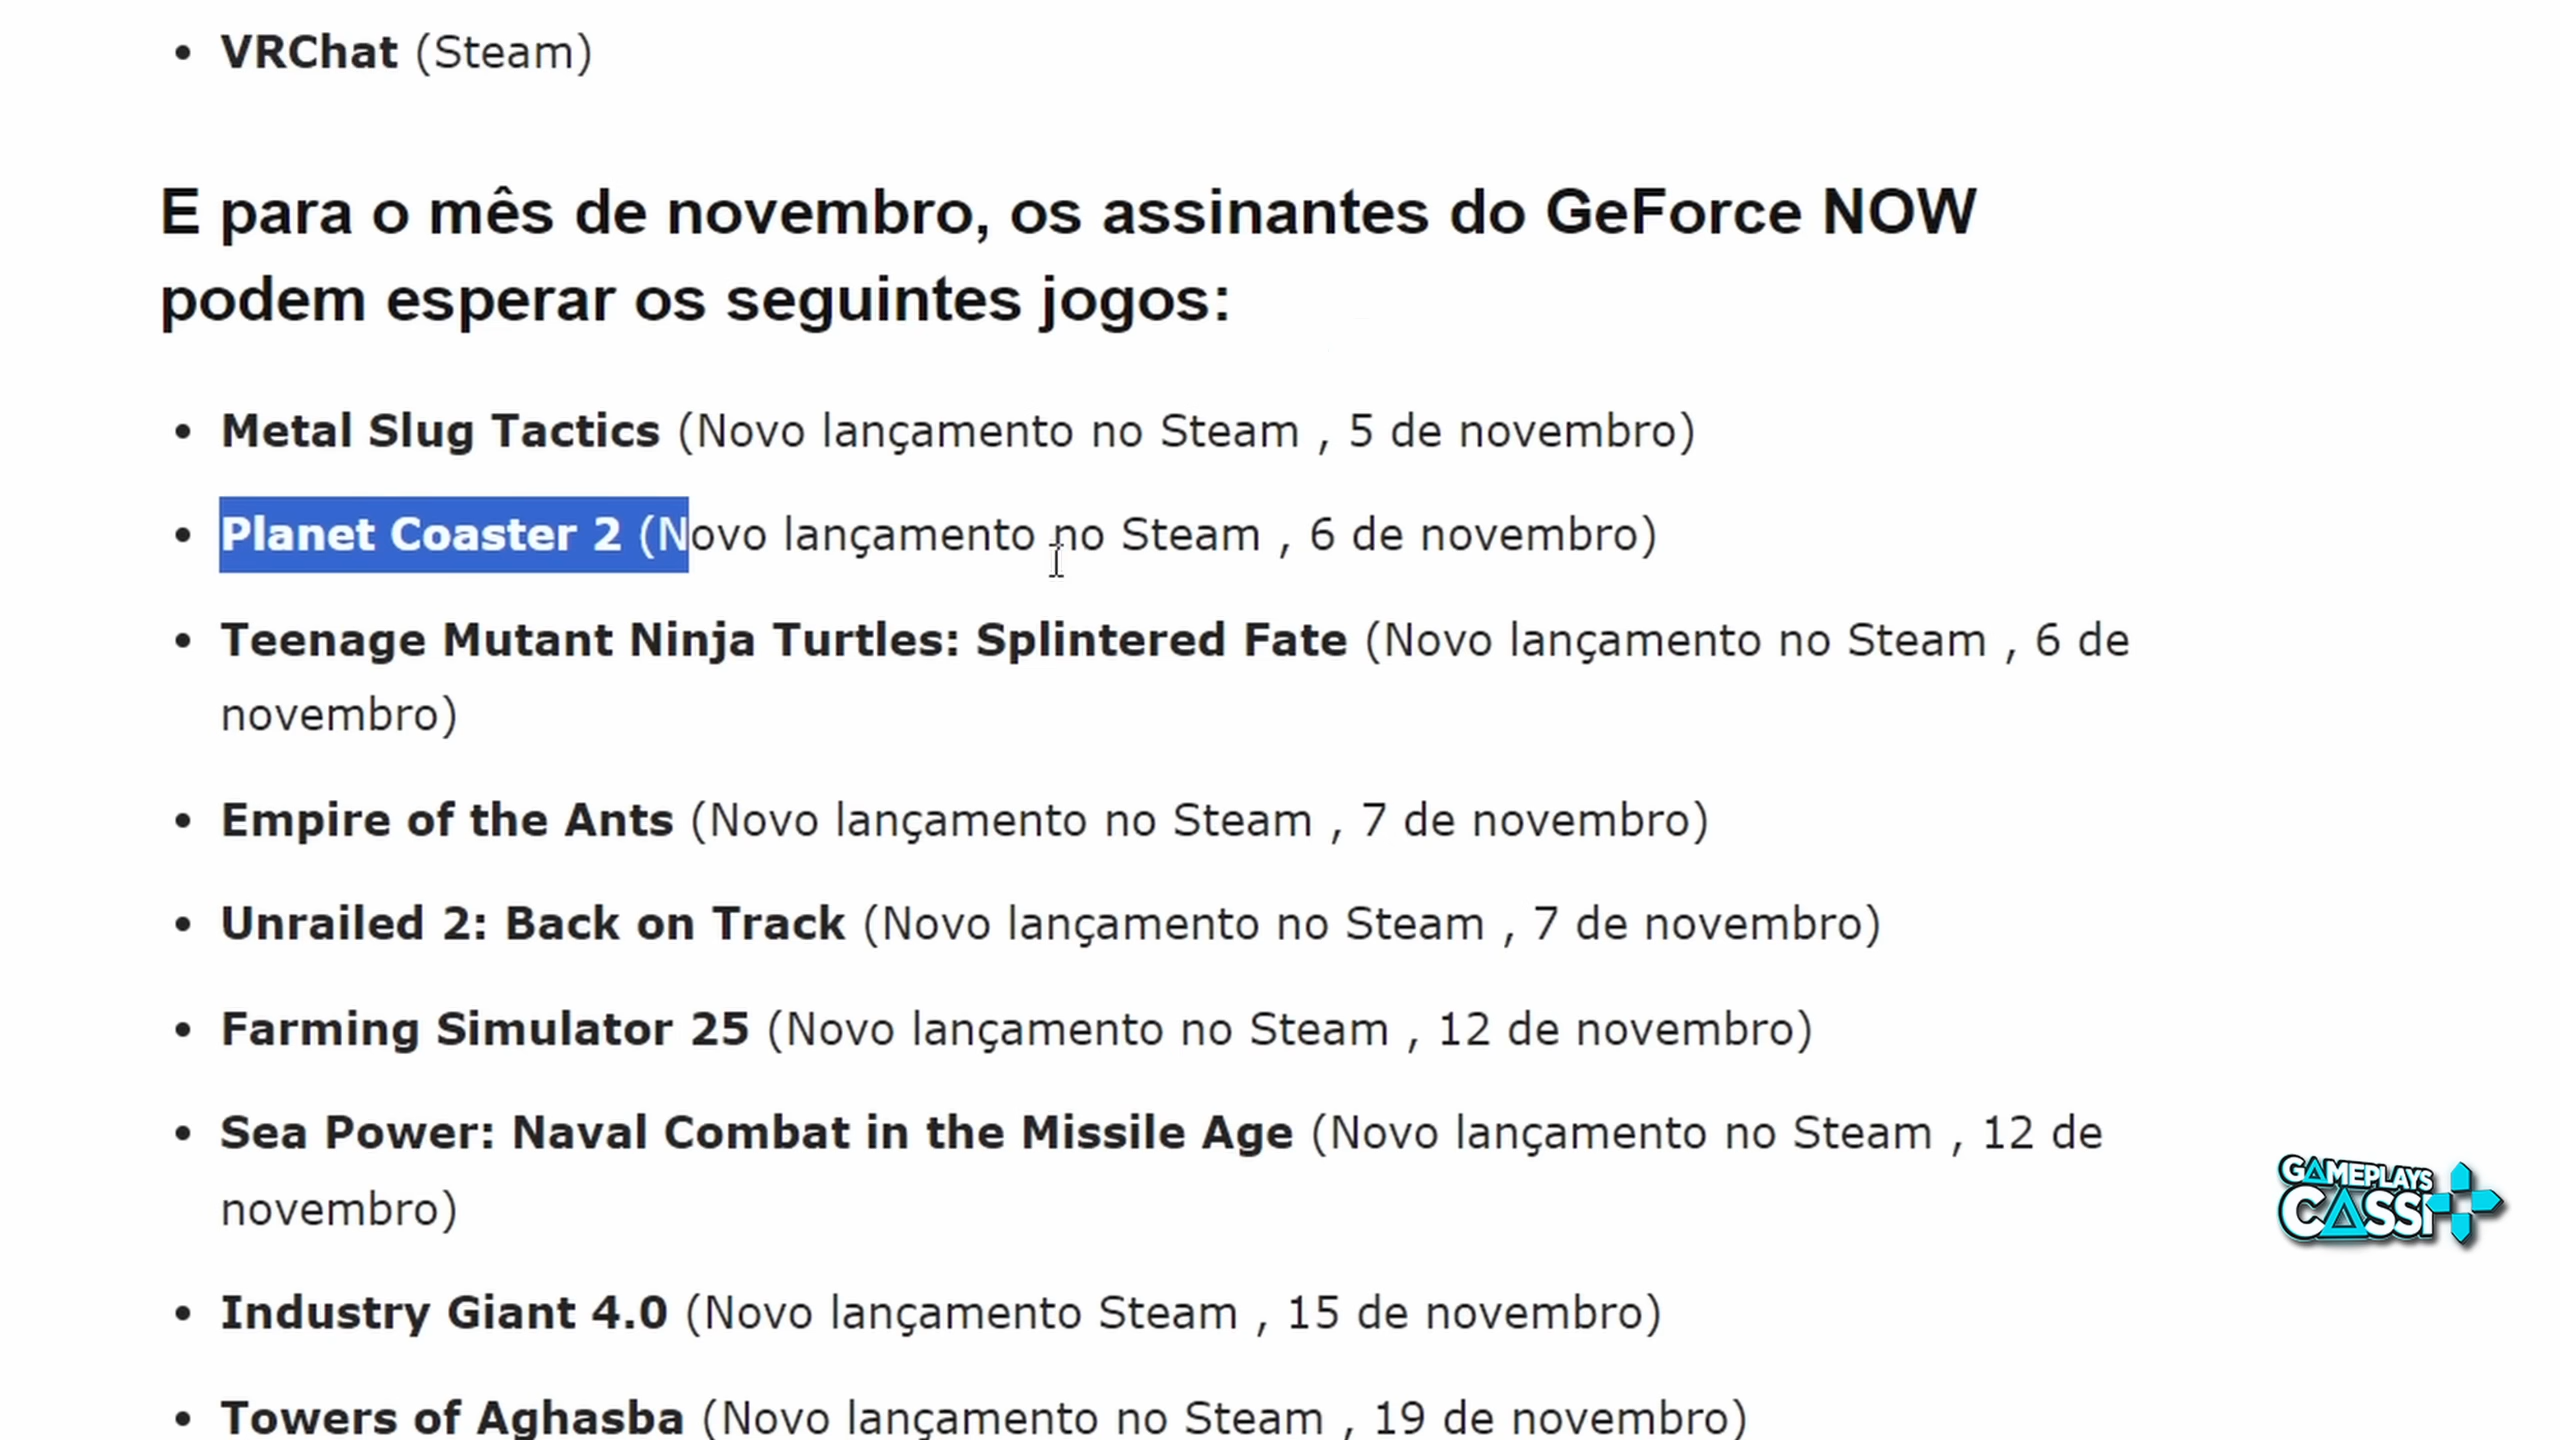 • VRChat (Steam)
E para o mês de novembro, os assinantes do GeForce NOW
podem esperar os seguintes jogos:
• Metal Slug Tactics (Novo lançamento no Steam , 5 de novembro)
• Planet Coaster 2 (Novo lançamento no Steam , 6 de novembro)
• Teenage Mutant Ninja Turtles: Splintered Fate (Novo lançamento no Steam , 6 de
novembro)
• Empire of the Ants (Novo lançamento no Steam , 7 de novembro)
• Unrailed 2: Back on Track (Novo lançamento no Steam , 7 de novembro)
• Farming Simulator 25 (Novo lançamento no Steam , 12 de novembro)
• Sea Power: Naval Combat in the Missile Age (Novo lançamento no Steam , 12 de
novembro)
GAMEPLAYS
CASSI
• Industry Giant 4.0 (Novo lançamento Steam , 15 de novembro)
• Towers of Aghasba (Novo lançamento no Steam , 19 de novembro)